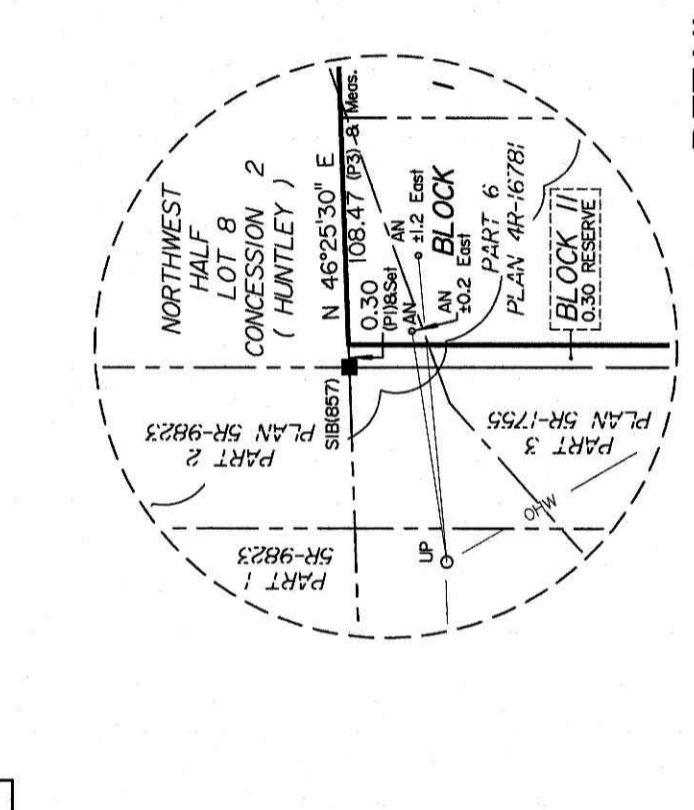 NORTHWEST
HALF
LOT 8
CONCESSION 2
( HUNTLEY )
N 46°25'30" E
108.47 (P3) & Meas.
0.30
(P1)&Set
SIB(857)
AN
AN
±1.2 East
AN
±0.2 East
BLOCK 1
PART 6
PLAN 4R-16781
BLOCK 11
0.30 RESERVE
PART 2
PLAN 5R-9823
PART 1
5R-9823
PART 3
PLAN 5R-1755
UP
OHW